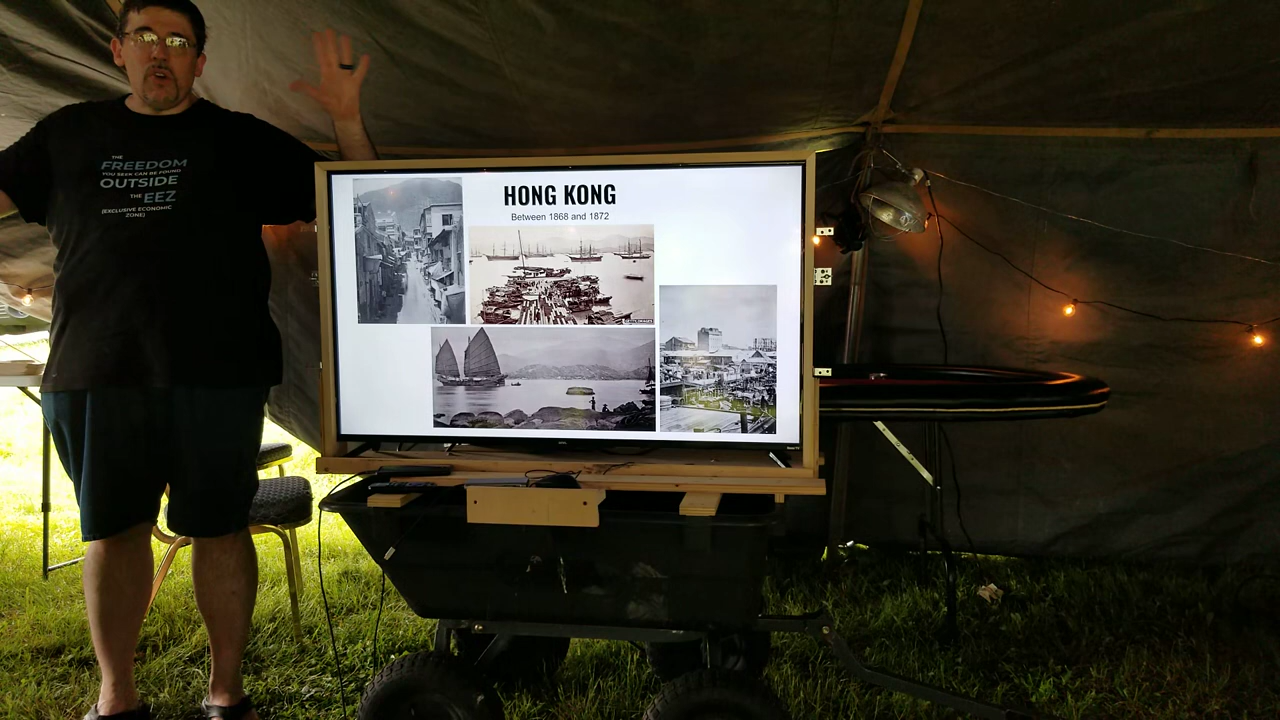 THE
FREEDOM
YOU SEEK CAN BE FOUND
OUTSIDE
THE EEZ
(EXCLUSIVE ECONOMIC
ZONE)
HONG KONG
Between 1868 and 1872